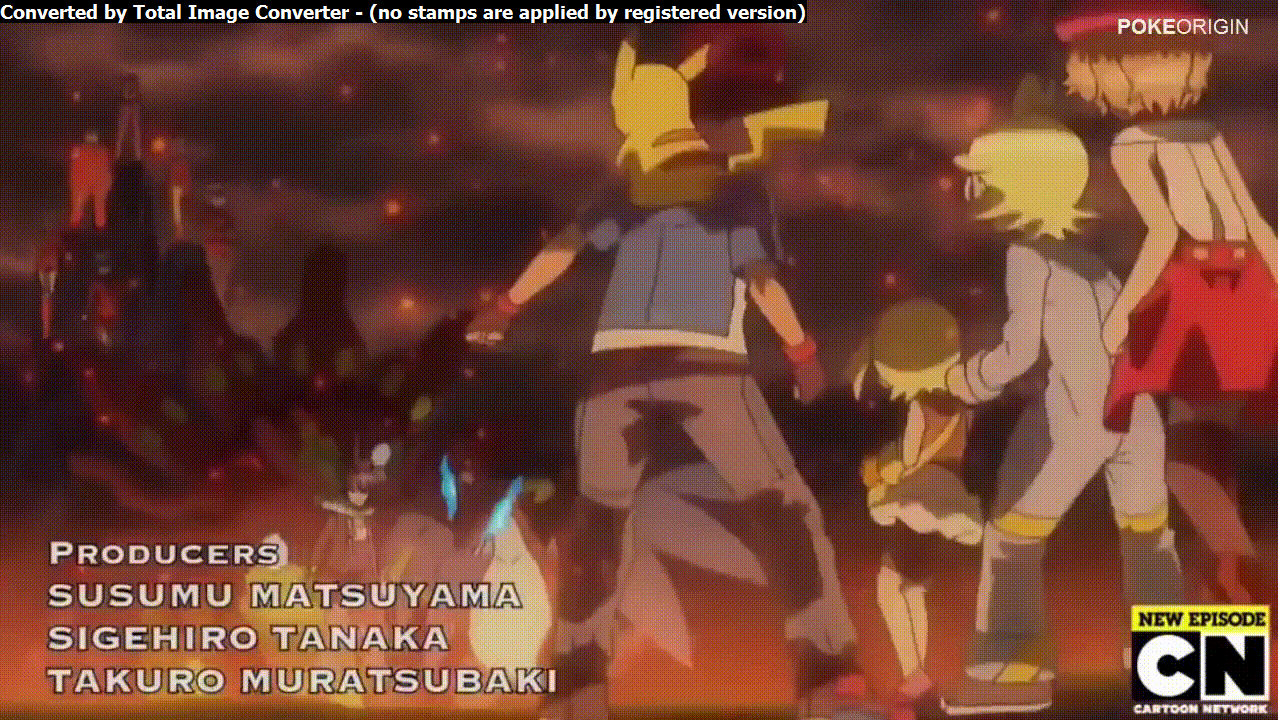 Converted by Total Image Converter - (no stamps are applied by registered version)
POKEORIGIN
PRODUCERS
SUSUMU MATSUYAMA
SIGEHIRO TANAKA
TAKURO MURATSUBAKI
NEW EPISODE
CN
CARTOON NETWORK